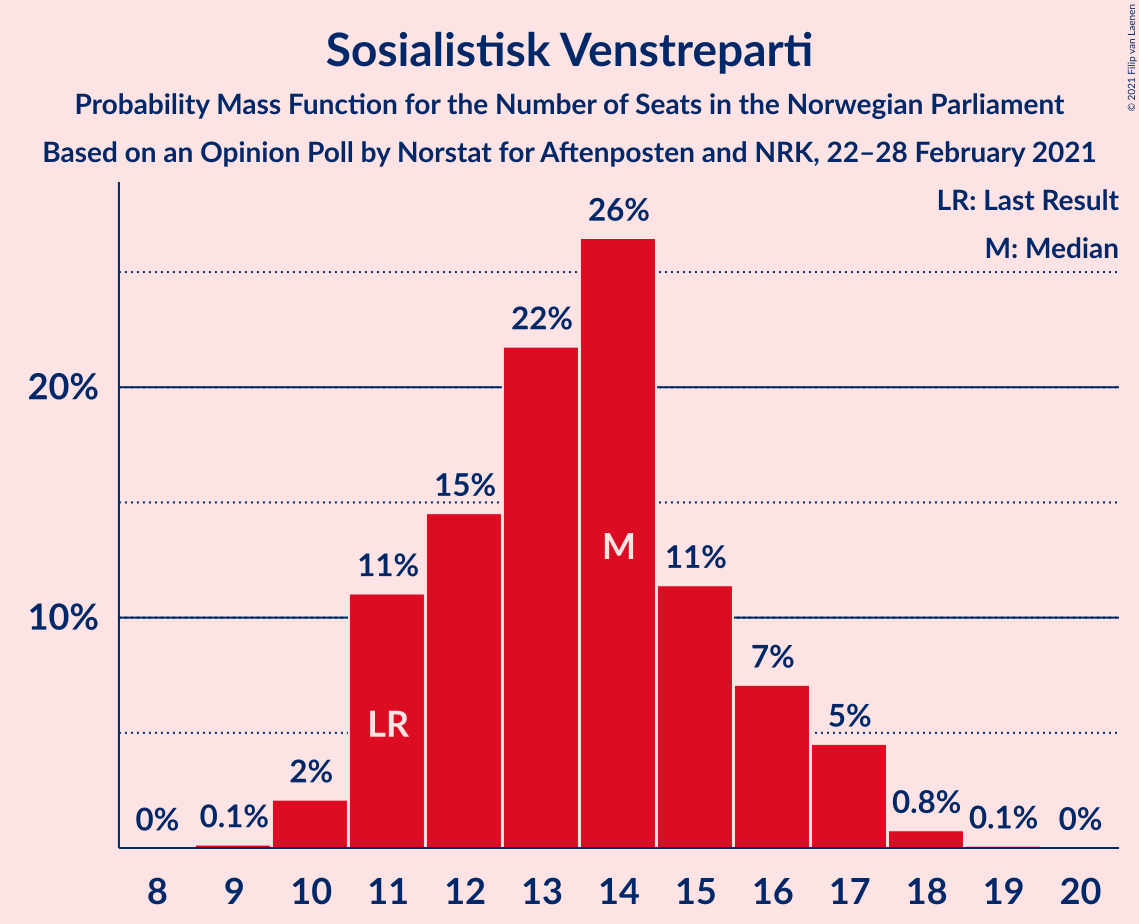 Sosialistisk Venstreparti
Probability Mass Function for the Number of Seats in the Norwegian Parliament
Based on an Opinion Poll by Norstat for Aftenposten and NRK, 22–28 February 2021
© 2021 Filip van Laenen
LR: Last Result
M: Median
26%
22%
20%
15%
M
11%
11%
10%
7%
LR
5%
2%
0.8%
0% 0.1% 0.1% 0%
8 9 10 11 12 13 14 15 16 17 18 19 20